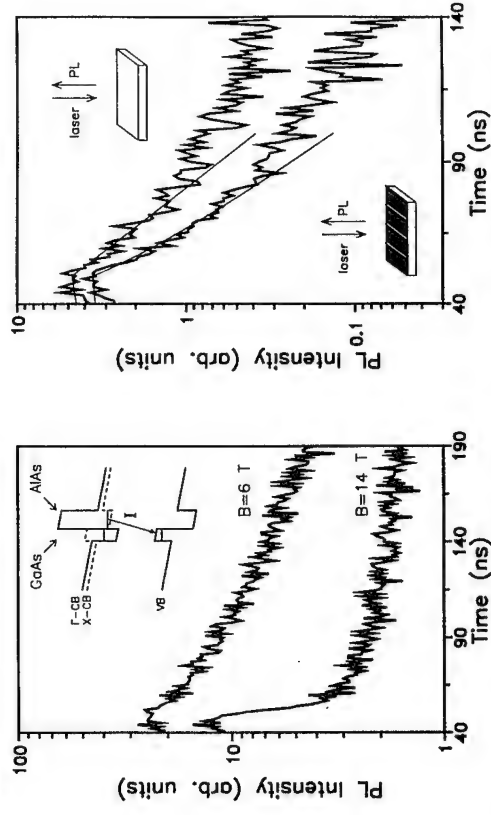 PL Intensity (arb. units)
100
10
1
GaAs
AlAs
Γ-CB
X-CB
VB
I
B=6 T
B=14 T
40 90 140 190
Time (ns)
PL Intensity (arb. units)
10
1
0.1
laser PL
laser PL
40 90 140
Time (ns)